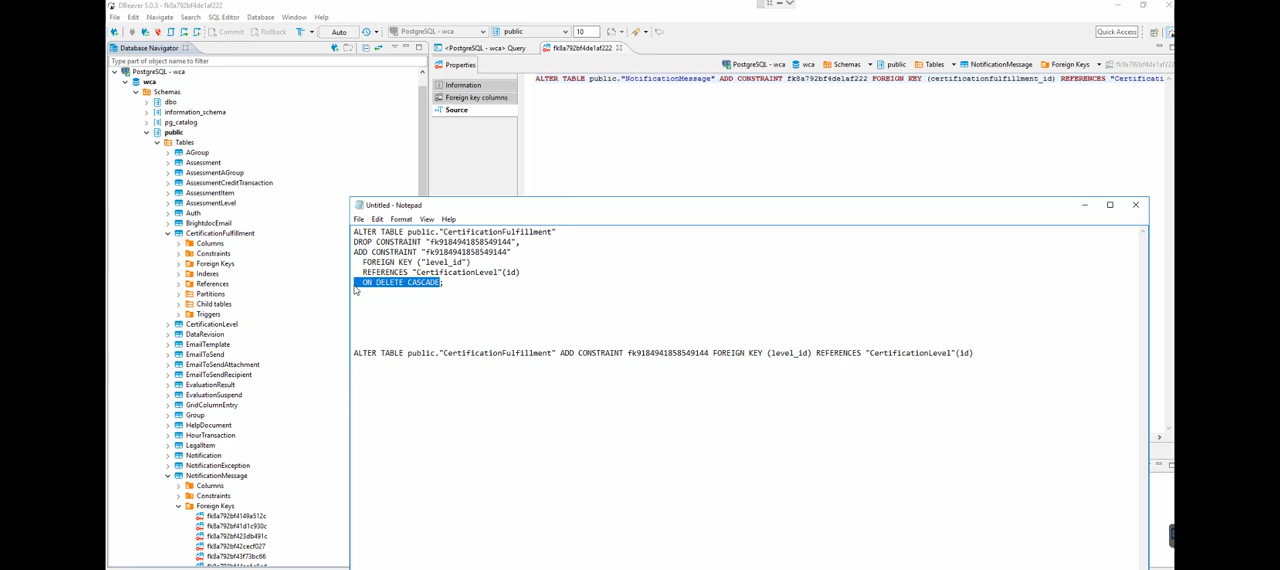 DBeaver 5.0.3 - fk8a792bf4de1af222
File Edit Navigate Search SQL Editor Database Window Help
Commit Rollback Auto PostgreSQL - wca public 10 Quick Access
Database Navigator
<PostgreSQL - wca> Query fk8a792bf4de1af222
Type part of object name to filter
Properties
PostgreSQL - wca wca Schemas public Tables NotificationMessage Foreign Keys fk8a792bf4de1af222
Information
Foreign key columns
Source
ALTER TABLE public."NotificationMessage" ADD CONSTRAINT fk8a792bf4de1af222 FOREIGN KEY (certificationfulfillment_id) REFERENCES "Certificati
PostgreSQL - wca
wca
Schemas
dbo
information_schema
pg_catalog
public
Tables
AGroup
Assessment
AssessmentAGroup
AssessmentCreditTransaction
AssessmentItem
AssessmentLevel
Auth
BrightdocEmail
CertificationFulfillment
Columns
Constraints
Foreign Keys
Indexes
References
Partitions
Child tables
Triggers
CertificationLevel
DataRevision
EmailTemplate
EmailToSend
EmailToSendAttachment
EmailToSendRecipient
EvaluationResult
EvaluationSuspend
GridColumnEntry
Group
HelpDocument
HourTransaction
LegalItem
Notification
NotificationException
NotificationMessage
Columns
Constraints
Foreign Keys
fk8a792bf4149a512c
fk8a792bf41d1c930c
fk8a792bf423db491c
fk8a792bf42cecf027
fk8a792bf43f73bc66
Untitled - Notepad
File Edit Format View Help
ALTER TABLE public."CertificationFulfillment"
DROP CONSTRAINT "fk9184941858549144",
ADD CONSTRAINT "fk9184941858549144"
FOREIGN KEY ("level_id")
REFERENCES "CertificationLevel"(id)
ON DELETE CASCADE;
ALTER TABLE public."CertificationFulfillment" ADD CONSTRAINT fk9184941858549144 FOREIGN KEY (level_id) REFERENCES "CertificationLevel"(id)